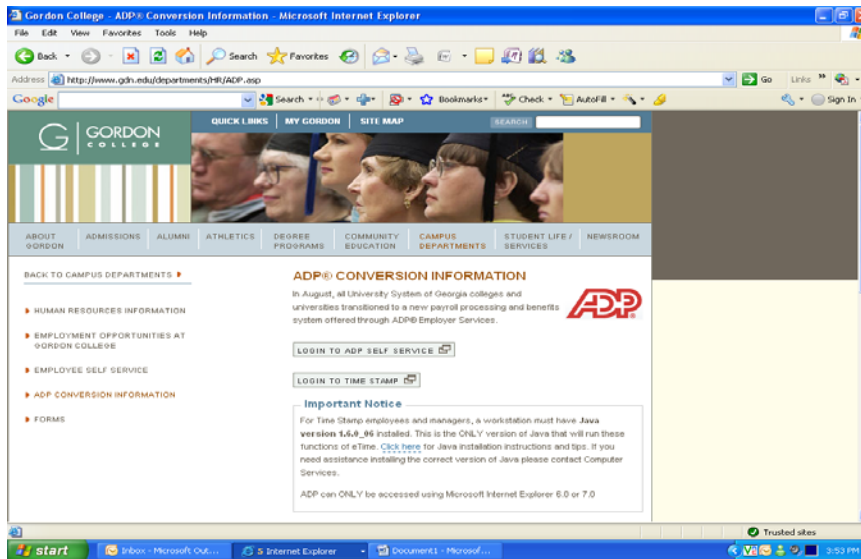 Gordon College - ADP® Conversion Information - Microsoft Internet Explorer
File Edit View Favorites Tools Help
Back Search Favorites
Address http://www.gdn.edu/departments/HR/ADP.asp Go Links »
Google Search Bookmarks Check AutoFill Sign In
GORDON
COLLEGE
QUICK LINKS MY GORDON SITE MAP SEARCH
ABOUT GORDON ADMISSIONS ALUMNI ATHLETICS DEGREE PROGRAMS COMMUNITY EDUCATION CAMPUS DEPARTMENTS STUDENT LIFE / SERVICES NEWSROOM
BACK TO CAMPUS DEPARTMENTS
HUMAN RESOURCES INFORMATION
EMPLOYMENT OPPORTUNITIES AT
GORDON COLLEGE
EMPLOYEE SELF SERVICE
ADP CONVERSION INFORMATION
FORMS
ADP® CONVERSION INFORMATION
In August, all University System of Georgia colleges and
universities transitioned to a new payroll processing and benefits
system offered through ADP® Employer Services.
ADP
LOGIN TO ADP SELF SERVICE
LOGIN TO TIME STAMP
Important Notice
For Time Stamp employees and managers, a workstation must have Java
version 1.6.0_06 installed. This is the ONLY version of Java that will run these
functions of eTime. Click here for Java installation instructions and tips. If you
need assistance installing the correct version of Java please contact Computer
Services.
ADP can ONLY be accessed using Microsoft Internet Explorer 6.0 or 7.0
Trusted sites
start Inbox - Microsoft Out... 5 Internet Explorer Document1 - Microsof... 3:53 PM